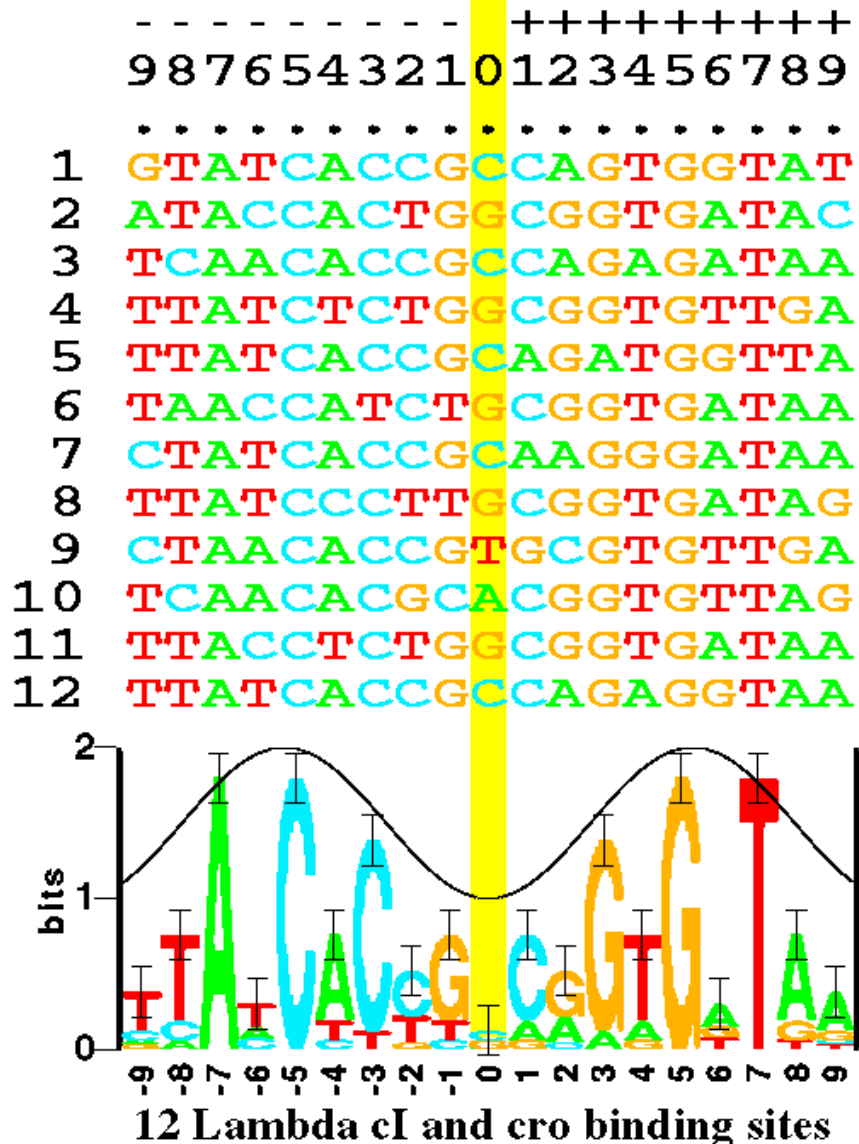 - - - - - - - - - + + + + + + + + +
9 8 7 6 5 4 3 2 1 0 1 2 3 4 5 6 7 8 9
. . . . . . . . . . . . . . . . . . .
1 GTATCACCGCCAGTGGTAT
2 ATACCACTGGCGGTGATAC
3 TCAACACCGCCAGAGATAA
4 TTATCTCTGGCGGTGTTGA
5 TTATCACCGCAGATGGTTA
6 TAACCATCTGCGGTGATAA
7 CTATCACCGCAAGGGATAA
8 TTATCCCTTGCGGTGATAG
9 CTAACACCGTGCGTGTTGA
10 TCAACACGCACGGTGTTAG
11 TTACCTCTGGCGGTGATAA
12 TTATCACCGCCAGAGGTAA
2
1
0
bits
T T A T C A C C G C G G T G A T A A
-9 -8 -7 -6 -5 -4 -3 -2 -1 0 1 2 3 4 5 6 7 8 9
12 Lambda cI and cro binding sites